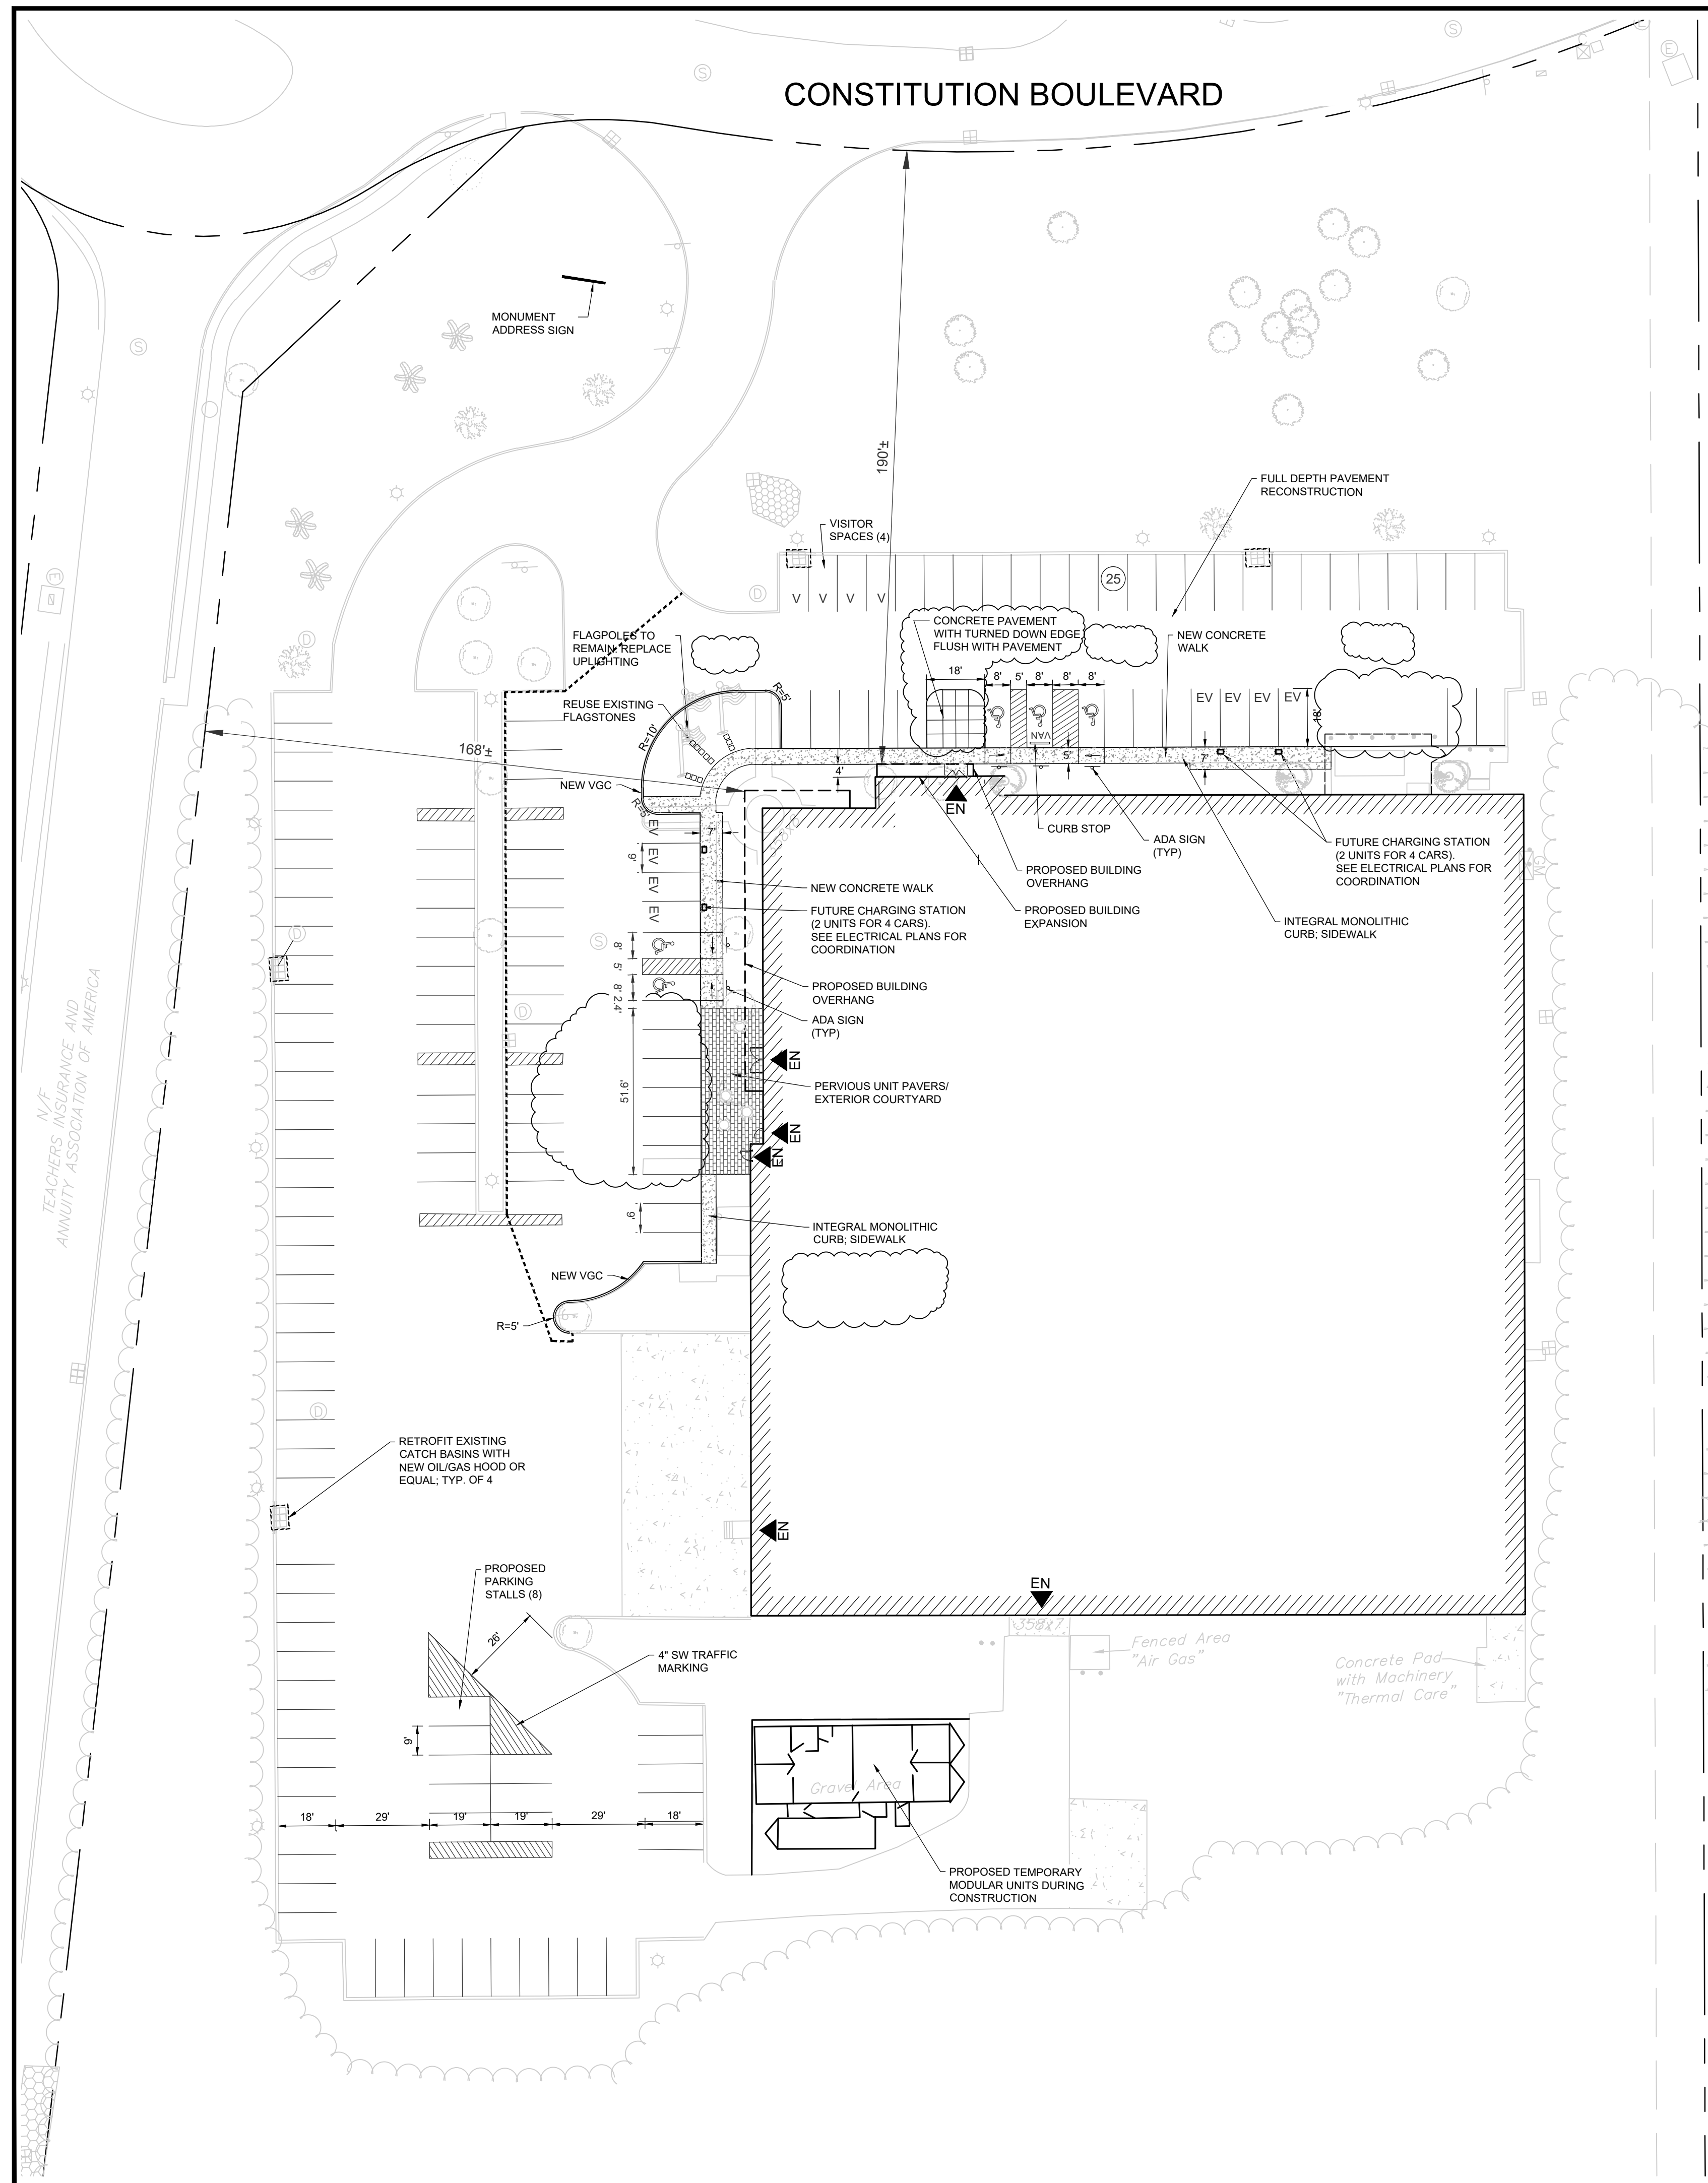 CONSTITUTION BOULEVARD
S
S
E
C
S
MONUMENT
ADDRESS SIGN
190'±
FULL DEPTH PAVEMENT
RECONSTRUCTION
VISITOR
SPACES (4)
E
D
D
V V V V
25
FLAGPOLES TO
REMAIN. REPLACE
UPLIGHTING
CONCRETE PAVEMENT
WITH TURNED DOWN EDGE
FLUSH WITH PAVEMENT
NEW CONCRETE
WALK
18'
8' 5' 8' 8' 8'
VAN
EV EV EV EV
18'
REUSE EXISTING
FLAGSTONES
R=5'
R=10'
168'±
NEW VGC
R=5'
4'
5'
7'
EN
CURB STOP
ADA SIGN
(TYP)
PROPOSED BUILDING
OVERHANG
PROPOSED BUILDING
EXPANSION
FUTURE CHARGING STATION
(2 UNITS FOR 4 CARS).
SEE ELECTRICAL PLANS FOR
COORDINATION
GM
INTEGRAL MONOLITHIC
CURB; SIDEWALK
EV
EV
EV
EV
7'
9'
NEW CONCRETE WALK
FUTURE CHARGING STATION
(2 UNITS FOR 4 CARS).
SEE ELECTRICAL PLANS FOR
COORDINATION
D
S
8'
5'
8'
2.4'
D
PROPOSED BUILDING
OVERHANG
ADA SIGN
(TYP)
EN
51.6'
PERVIOUS UNIT PAVERS/
EXTERIOR COURTYARD
EN
EN
N/F
TEACHERS INSURANCE AND
ANNUITY ASSOCIATION OF AMERICA
9'
INTEGRAL MONOLITHIC
CURB; SIDEWALK
NEW VGC
R=5'
D
RETROFIT EXISTING
CATCH BASINS WITH
NEW OIL/GAS HOOD OR
EQUAL; TYP. OF 4
EN
PROPOSED
PARKING
STALLS (8)
EN
358x7
26'
4" SW TRAFFIC
MARKING
Fenced Area
"Air Gas"
Concrete Pad
with Machinery
"Thermal Care"
9'
Gravel Area
18' 29' 19' 19' 29' 18'
PROPOSED TEMPORARY
MODULAR UNITS DURING
CONSTRUCTION